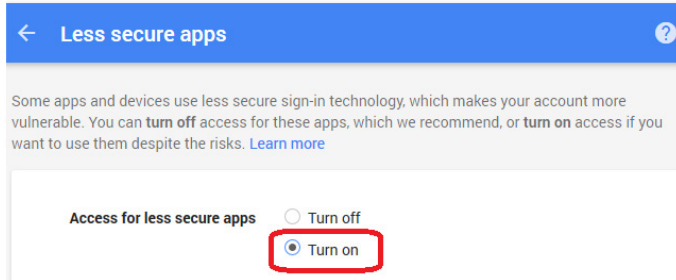 Less secure apps
Some apps and devices use less secure sign-in technology, which makes your account more
vulnerable. You can turn off access for these apps, which we recommend, or turn on access if you
want to use them despite the risks. Learn more
Access for less secure apps Turn off
Turn on